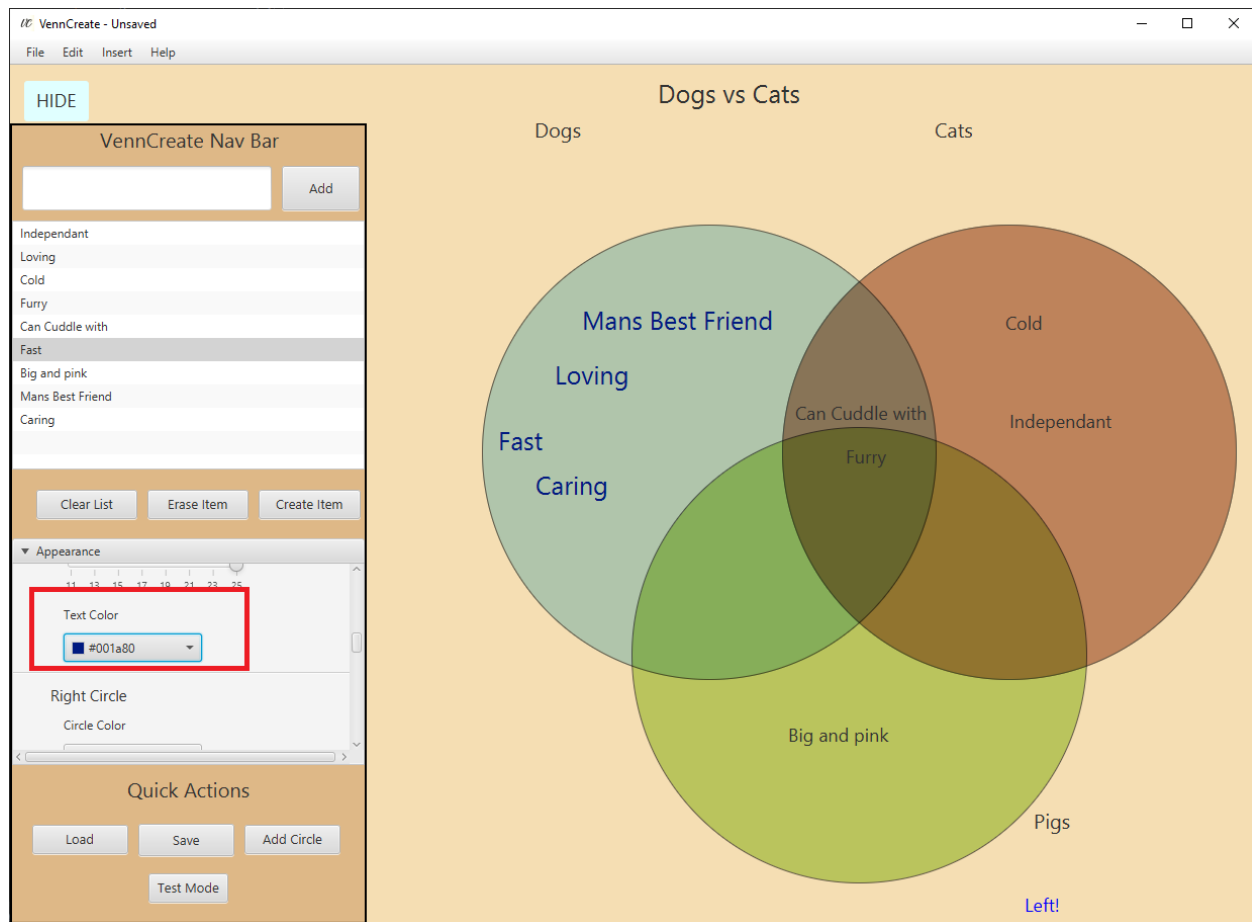 VennCreate - Unsaved
File Edit Insert Help
HIDE
VennCreate Nav Bar
Add
Independant
Loving
Cold
Furry
Can Cuddle with
Fast
Big and pink
Mans Best Friend
Caring
Clear List Erase Item Create Item
Appearance
11 13 15 17 19 21 23 25
Text Color
#001a80
Right Circle
Circle Color
Quick Actions
Load Save Add Circle
Test Mode
Dogs vs Cats
Dogs Cats
Mans Best Friend
Cold
Loving
Can Cuddle with
Independant
Fast
Furry
Caring
Big and pink
Pigs
Left!